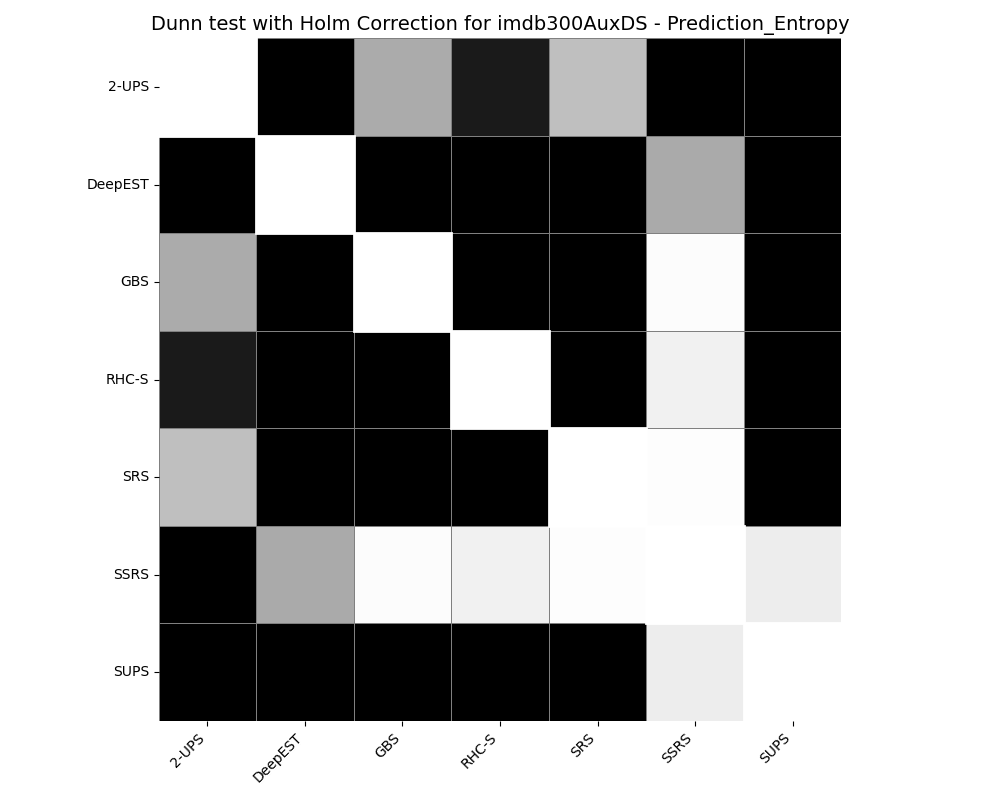 Dunn test with Holm Correction for imdb300AuxDS - Prediction_Entropy
2-UPS
DeepEST
GBS
RHC-S
SRS
SSRS
SUPS
2-UPS
DeepEST
GBS
RHC-S
SRS
SSRS
SUPS